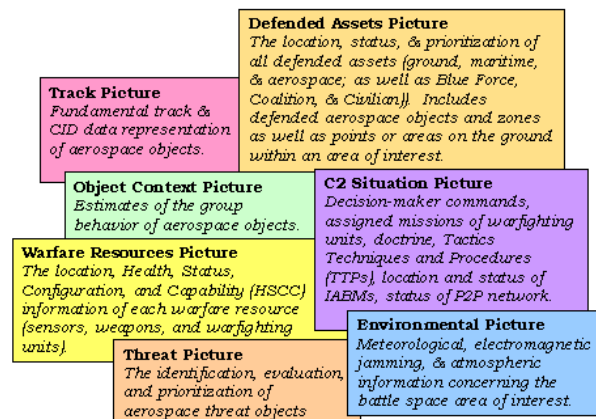 Defended Assets Picture
The location, status, & prioritization of
all defended assets (ground, maritime,
& aerospace; as well as Blue Force,
Coalition, & Civilian)). Includes
defended aerospace objects and zones
as well as points or areas on the ground
within an area of interest.
Track Picture
Fundamental track &
CID data representation
of aerospace objects.
Object Context Picture
Estimates of the group
behavior of aerospace objects.
C2 Situation Picture
Decision-maker commands,
assigned missions of warfighting
units, doctrine, Tactics
Techniques and Procedures
(TTPs), location and status of
IABMs, status of P2P network.
Warfare Resources Picture
The location, Health, Status,
Configuration, and Capability (HSCC)
information of each warfare resource
(sensors, weapons, and warfighting
units).
Environmental Picture
Meteorological, electromagnetic
jamming, & atmospheric
information concerning the
battle space area of interest.
Threat Picture
The identification, evaluation,
and prioritization of
aerospace threat objects